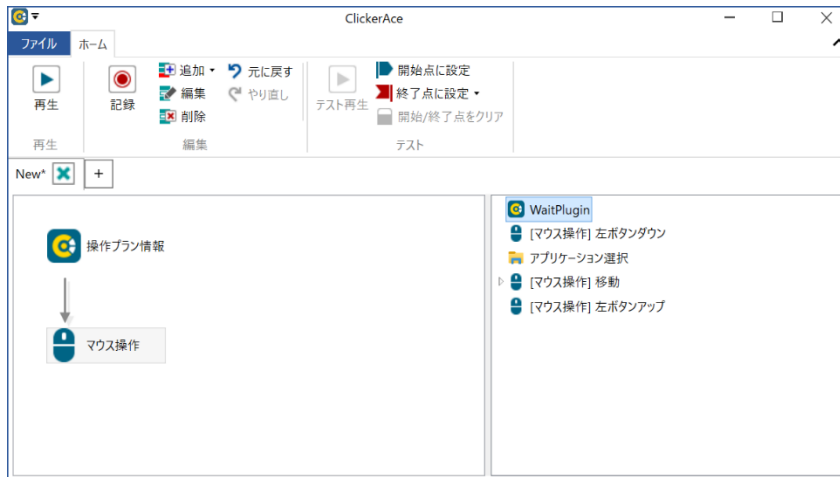 ClickerAce
ファイル ホーム
再生
記録
追加
編集
削除
元に戻す
やり直し
テスト再生
開始点に設定
終了点に設定
開始/終了点をクリア
再生
編集
テスト
New*
操作プラン情報
マウス操作
WaitPlugin
[マウス操作] 左ボタンダウン
アプリケーション選択
[マウス操作] 移動
[マウス操作] 左ボタンアップ